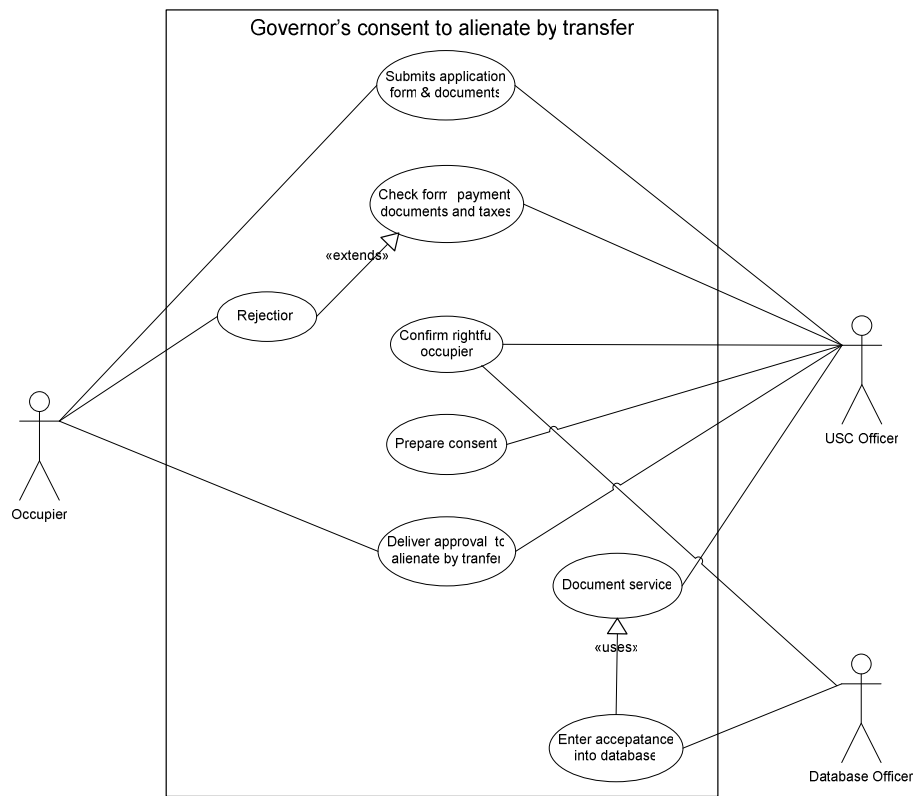 Governor's consent to alienate by transfer
Submits application
form & documents
Check form payment
documents and taxes
«extends»
Rejectior
Confirm rightfu
occupier
USC Officer
Prepare consent
Occupier
Deliver approval to
alienate by tranfer
Document service
«uses»
Enter accepatance
into database
Database Officer